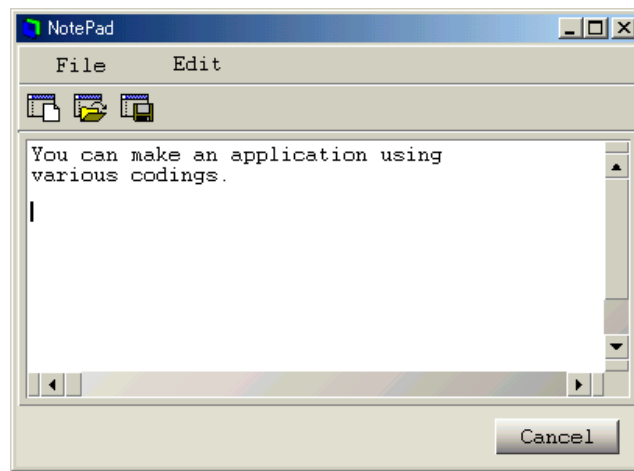 NotePad
File Edit
You can make an application using
various codings.
Cancel